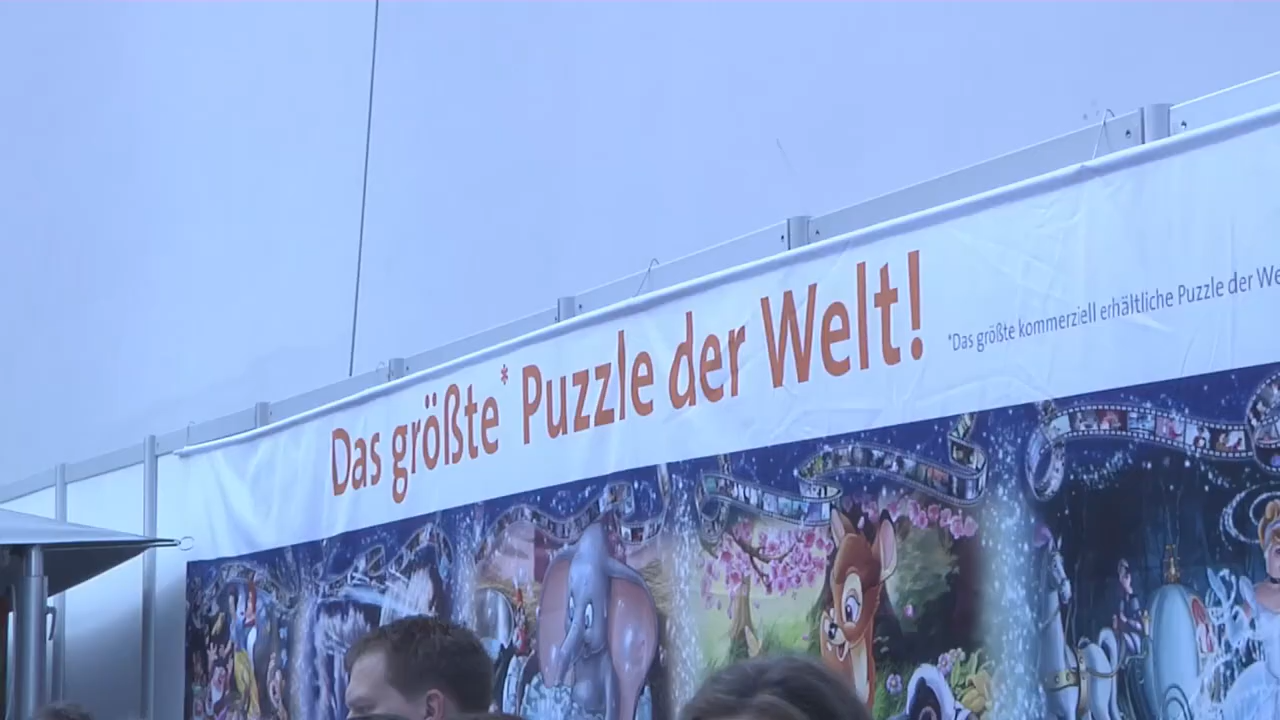 Das größte* Puzzle der Welt!
*Das größte kommerziell erhältliche Puzzle der We